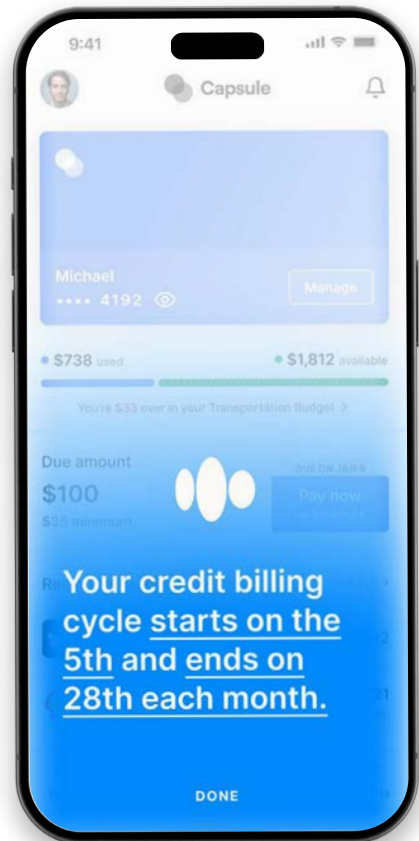 9:41
Capsule
Michael
•••• 4192
Manage
$738 used
$1,812 available
You're $33 over in your Transportation Budget >
Due amount
DUE ON JAN 8
$100
Pay now
$35 minimum
Your credit billing
cycle starts on the
5th and ends on
28th each month.
DONE